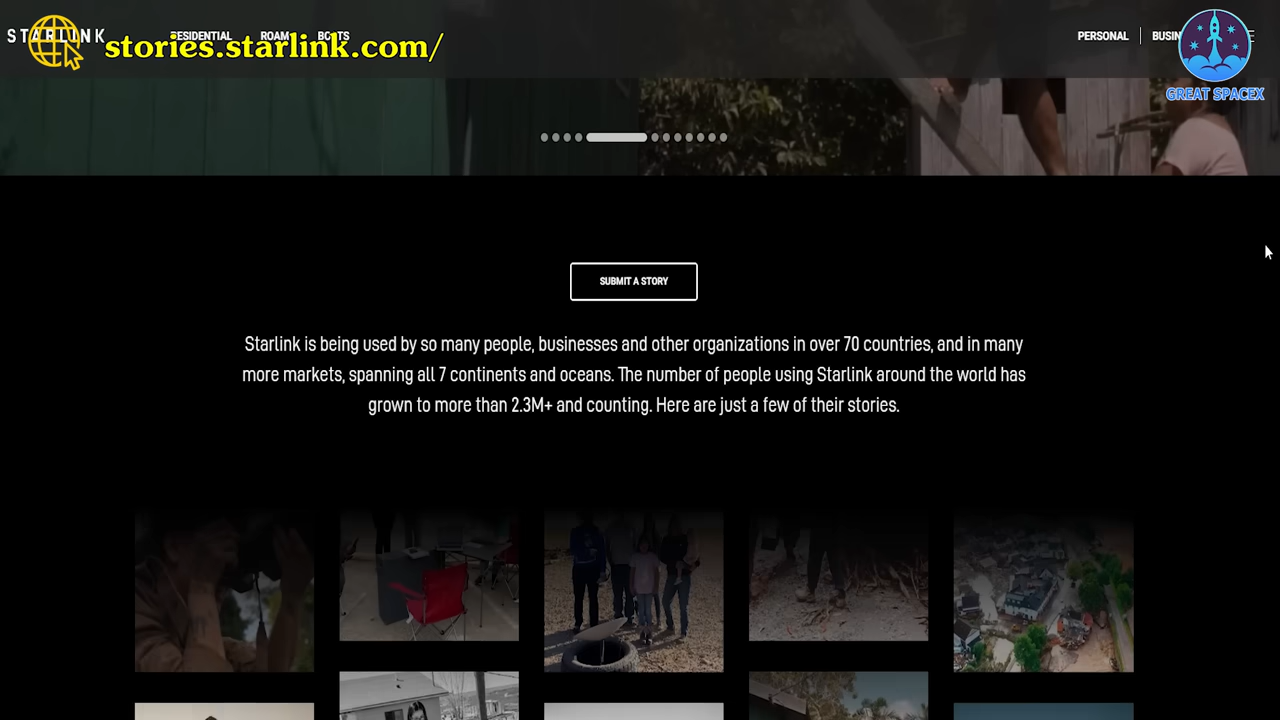 STARLINK
RESIDENTIAL ROAM BOATS
stories.starlink.com/
PERSONAL
GREAT SPACEX
SUBMIT A STORY
Starlink is being used by so many people, businesses and other organizations in over 70 countries, and in many
more markets, spanning all 7 continents and oceans. The number of people using Starlink around the world has
grown to more than 2.3M+ and counting. Here are just a few of their stories.